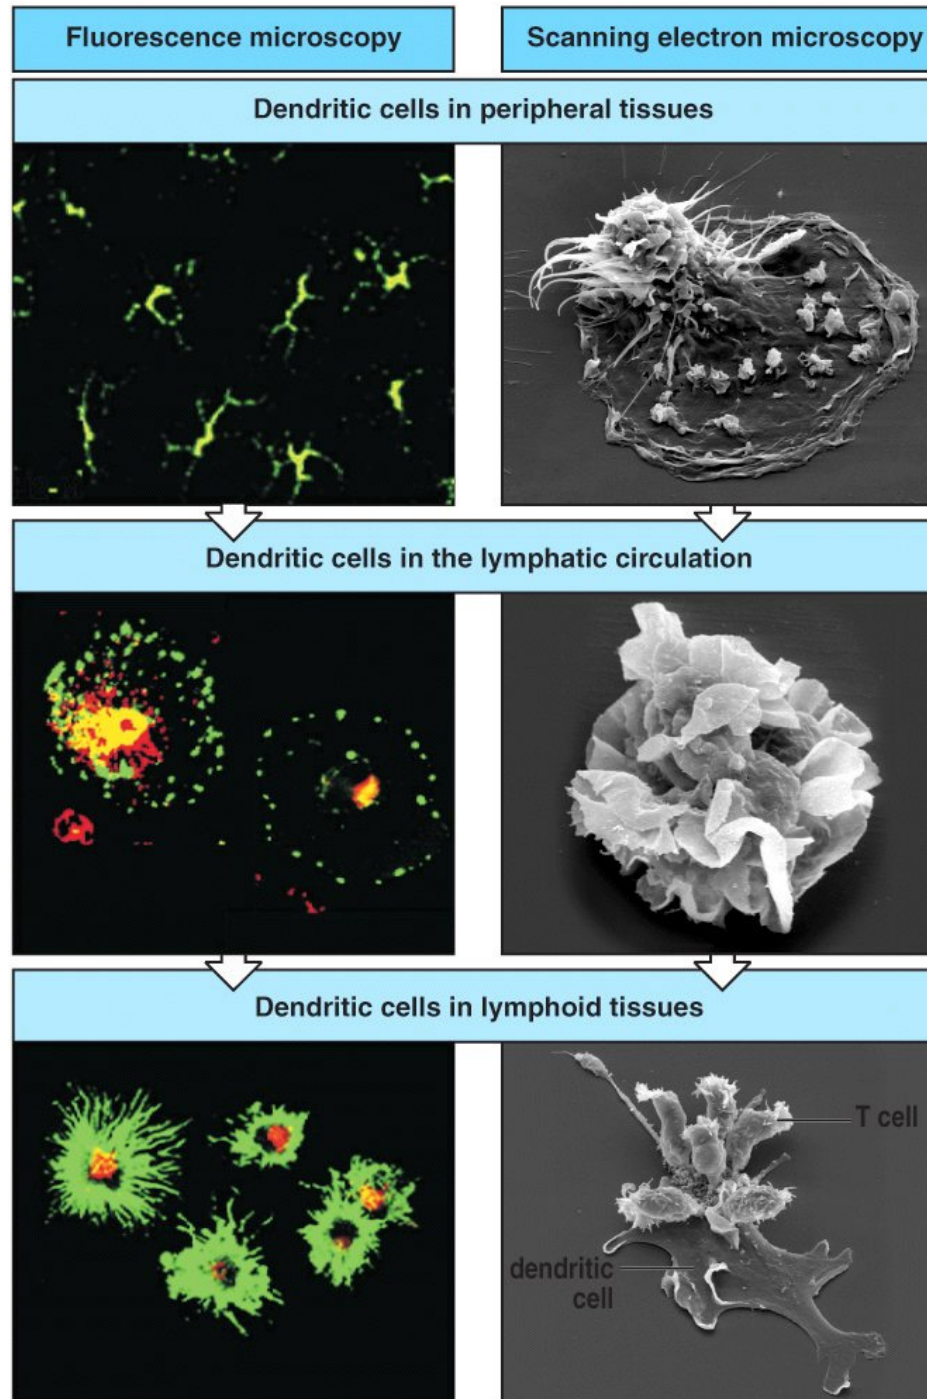 Fluorescence microscopy
Scanning electron microscopy
Dendritic cells in peripheral tissues
Dendritic cells in the lymphatic circulation
Dendritic cells in lymphoid tissues
T cell
dendritic
cell